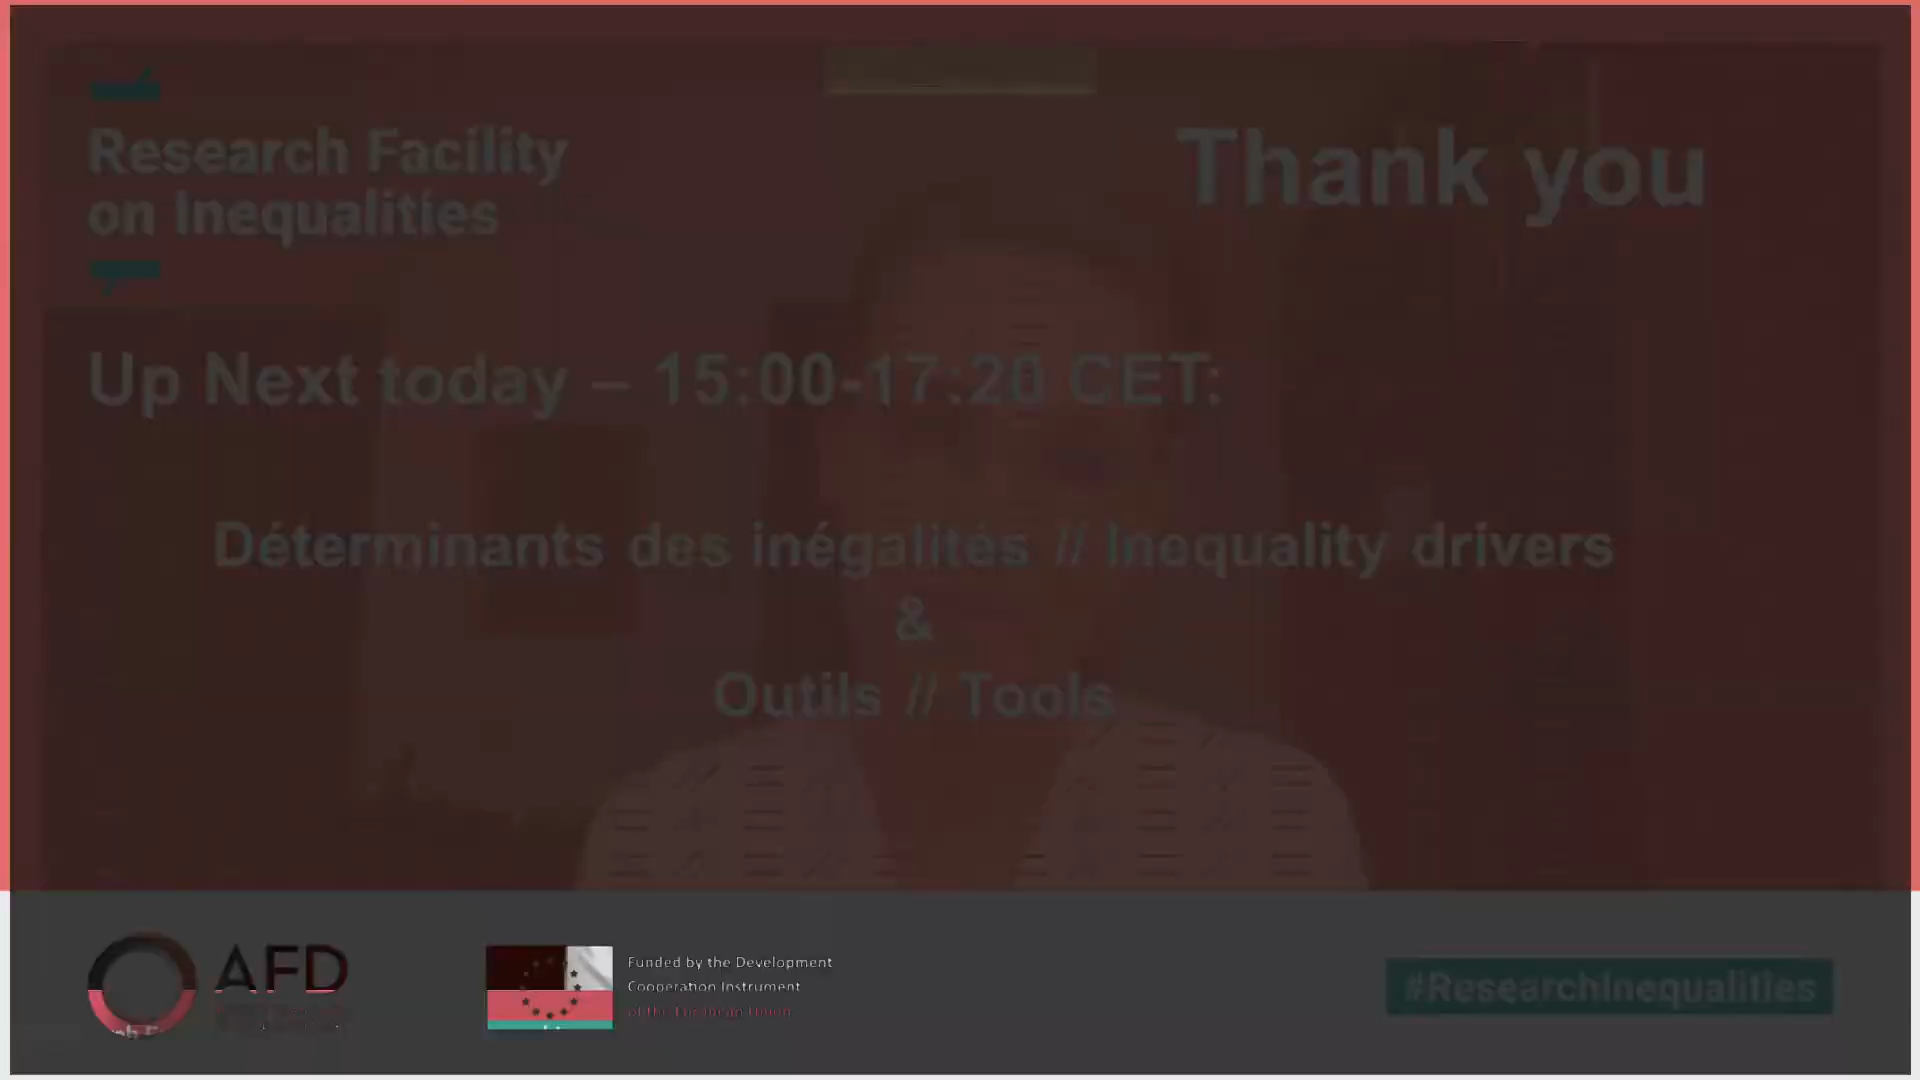 Research Facility
on Inequalities
Thank you
Up Next today – 15:00-17:20 CET:
Déterminants des inégalités // Inequality drivers
&
Outils // Tools
AFD
Funded by the Development
Cooperation Instrument
of the European Union
#ResearchInequalities